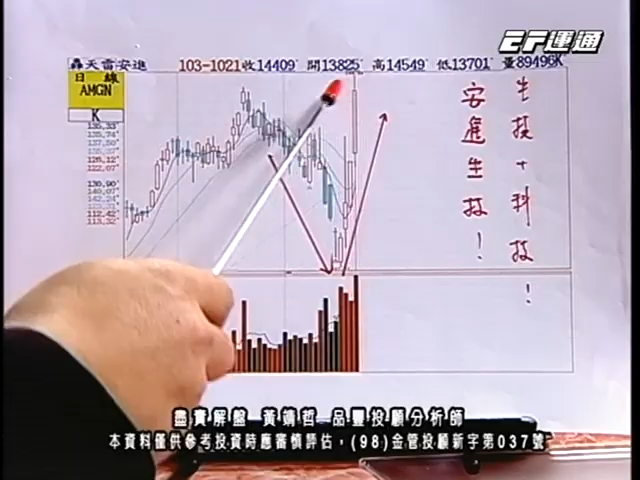 EF運通
轟天雷安進 103-1021收14409 開13825 高14549 低13701 量89496K
日 線
AMGN
K
生技+科技!
安進生技!
盡賣解盤 黃靖哲 品豐投顧分析師
本資料僅供參考投資時應審慎評估，(98)金管投顧新字第037號